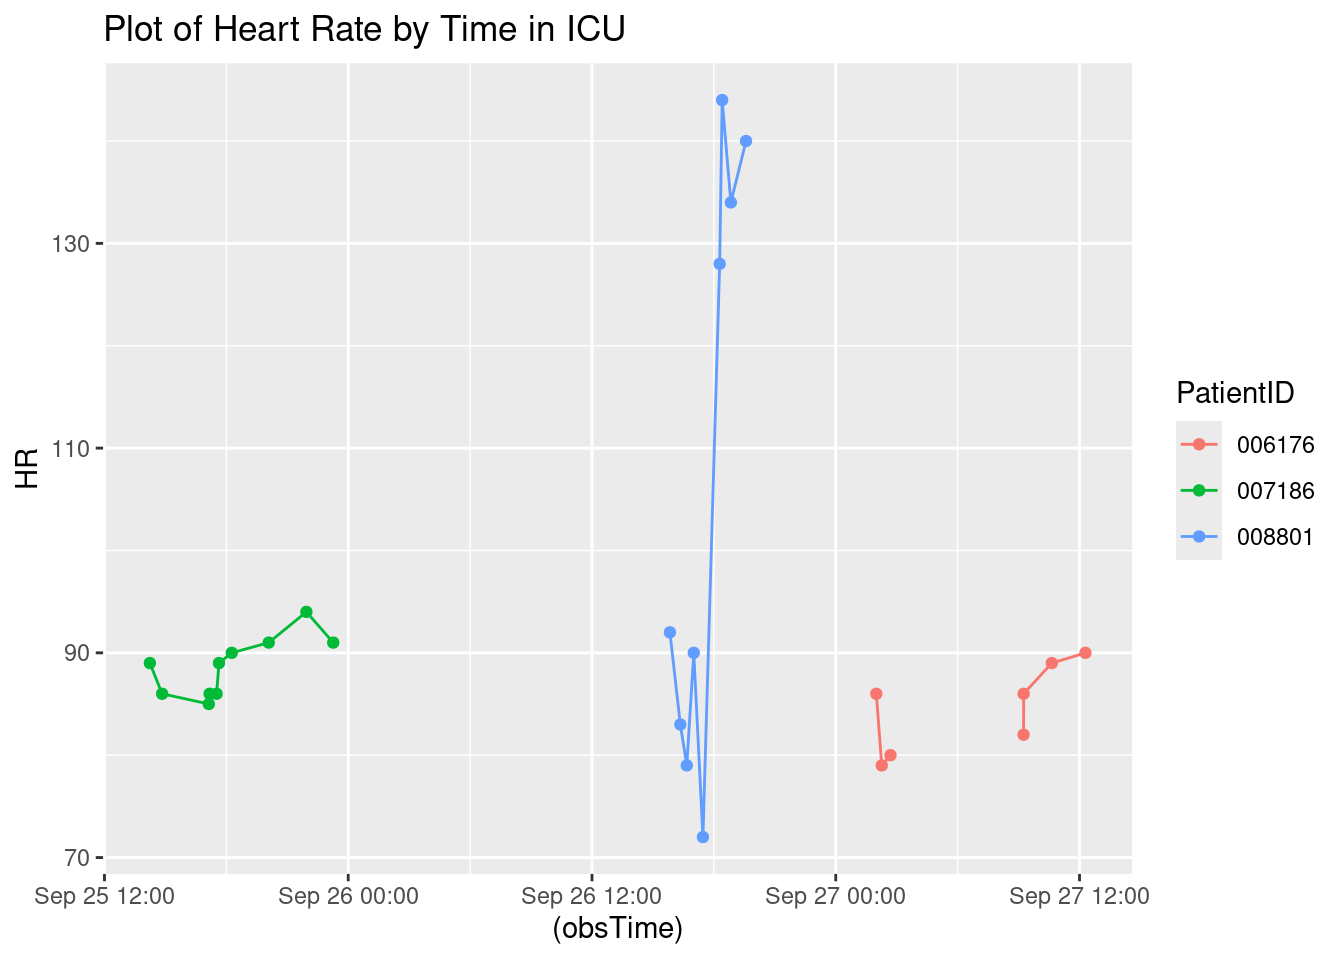 Plot of Heart Rate by Time in ICU
HR
130
110
90
70
Sep 25 12:00 Sep 26 00:00 Sep 26 12:00 Sep 27 00:00 Sep 27 12:00
(obsTime)
PatientID
006176
007186
008801